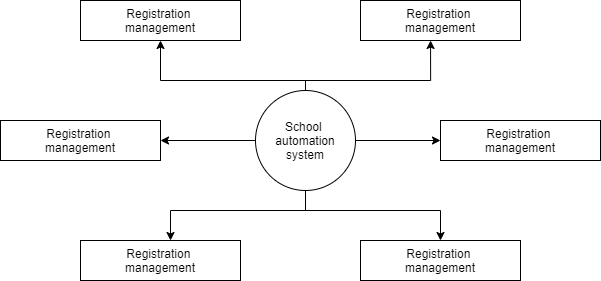 Registration
management
Registration
management
Registration
management
School
automation
system
Registration
management
Registration
management
Registration
management